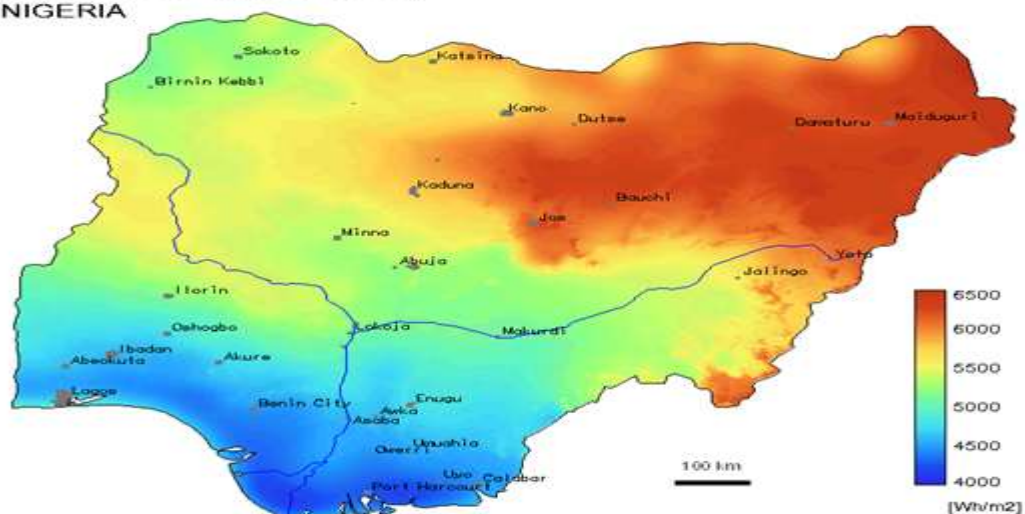 NIGERIA
Sokoto
Katsina
Birnin Kebbi
Kano
Dutse
Damaturu
Maiduguri
Kaduna
Bauchi
Jos
Minna
Abuja
Yola
Jalingo
Ilorin
Oshogbo
Lokoja
Makurdi
Ibadan
Abeokuta
Akure
Lagos
Benin City
Enugu
Awka
Asaba
Umuahia
Owerri
Uyo
Calabar
Port Harcourt
100 km
6500
6000
5500
5000
4500
4000
[Wh/m2]